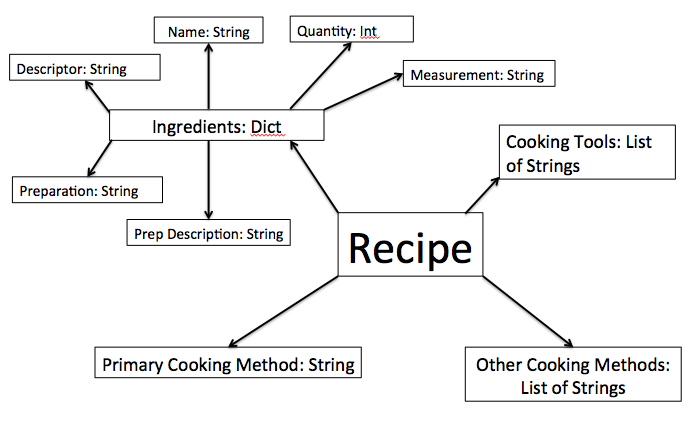 Name: String
Quantity: Int
Descriptor: String
Measurement: String
Ingredients: Dict
Cooking Tools: List
of Strings
Preparation: String
Prep Description: String
Recipe
Primary Cooking Method: String
Other Cooking Methods:
List of Strings